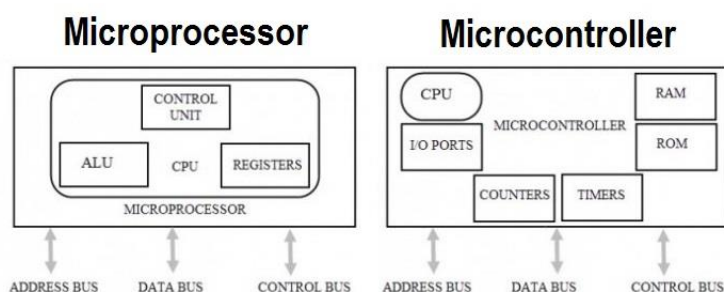 Microprocessor
CONTROL
UNIT
ALU
CPU
REGISTERS
MICROPROCESSOR
ADDRESS BUS
DATA BUS
CONTROL BUS
Microcontroller
CPU
RAM
MICROCONTROLLER
I/O PORTS
ROM
COUNTERS
TIMERS
ADDRESS BUS
DATA BUS
CONTROL BUS